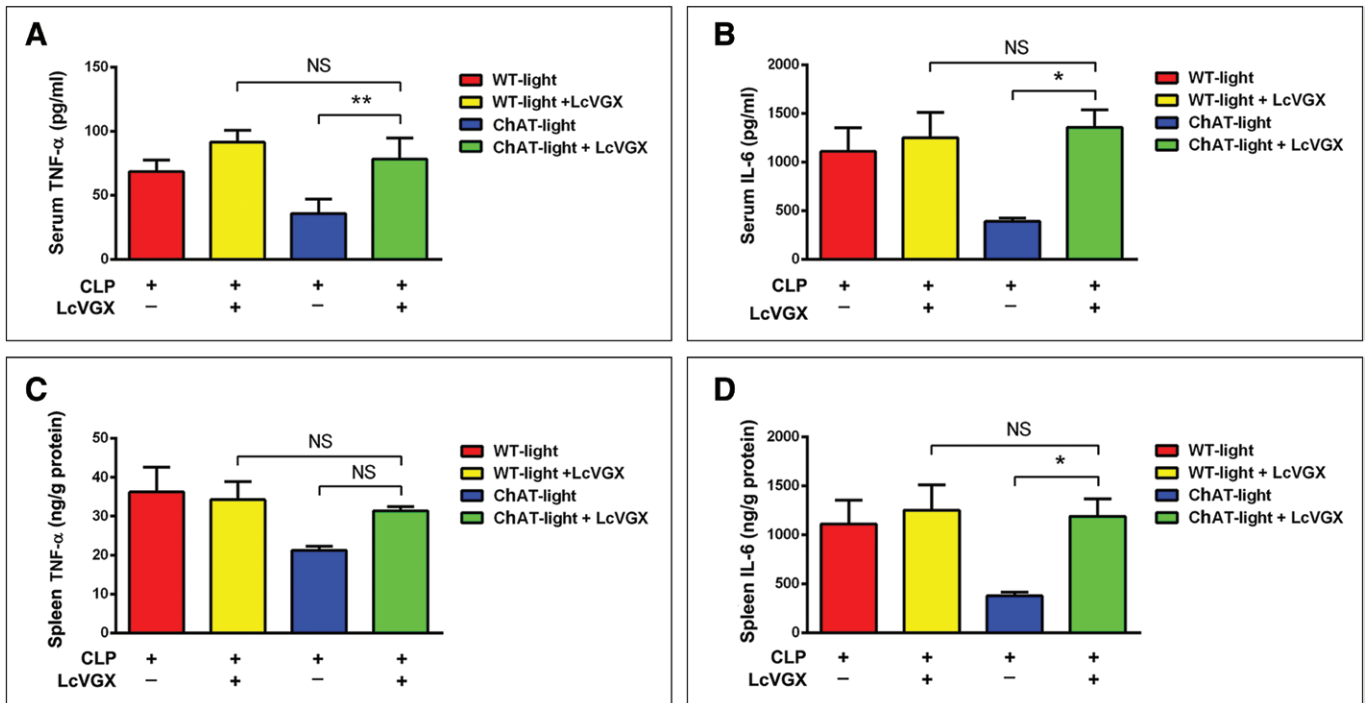 A
Serum TNF-α (pg/ml)
150
100
50
0
NS
**
WT-light
WT-light +LcVGX
ChAT-light
ChAT-light + LcVGX
CLP + + + +
LcVGX – + – +
B
Serum IL-6 (pg/ml)
2000
1500
1000
500
0
NS
*
WT-light
WT-light + LcVGX
ChAT-light
ChAT-light + LcVGX
CLP + + + +
LcVGX – + – +
C
Spleen TNF-α (ng/g protein)
50
40
30
20
10
0
NS
NS
WT-light
WT-light +LcVGX
ChAT-light
ChAT-light + LcVGX
CLP + + + +
LcVGX – + – +
D
Spleen IL-6 (ng/g protein)
2000
1500
1000
500
0
NS
*
WT-light
WT-light + LcVGX
ChAT-light
ChAT-light + LcVGX
CLP + + + +
LcVGX – + – +